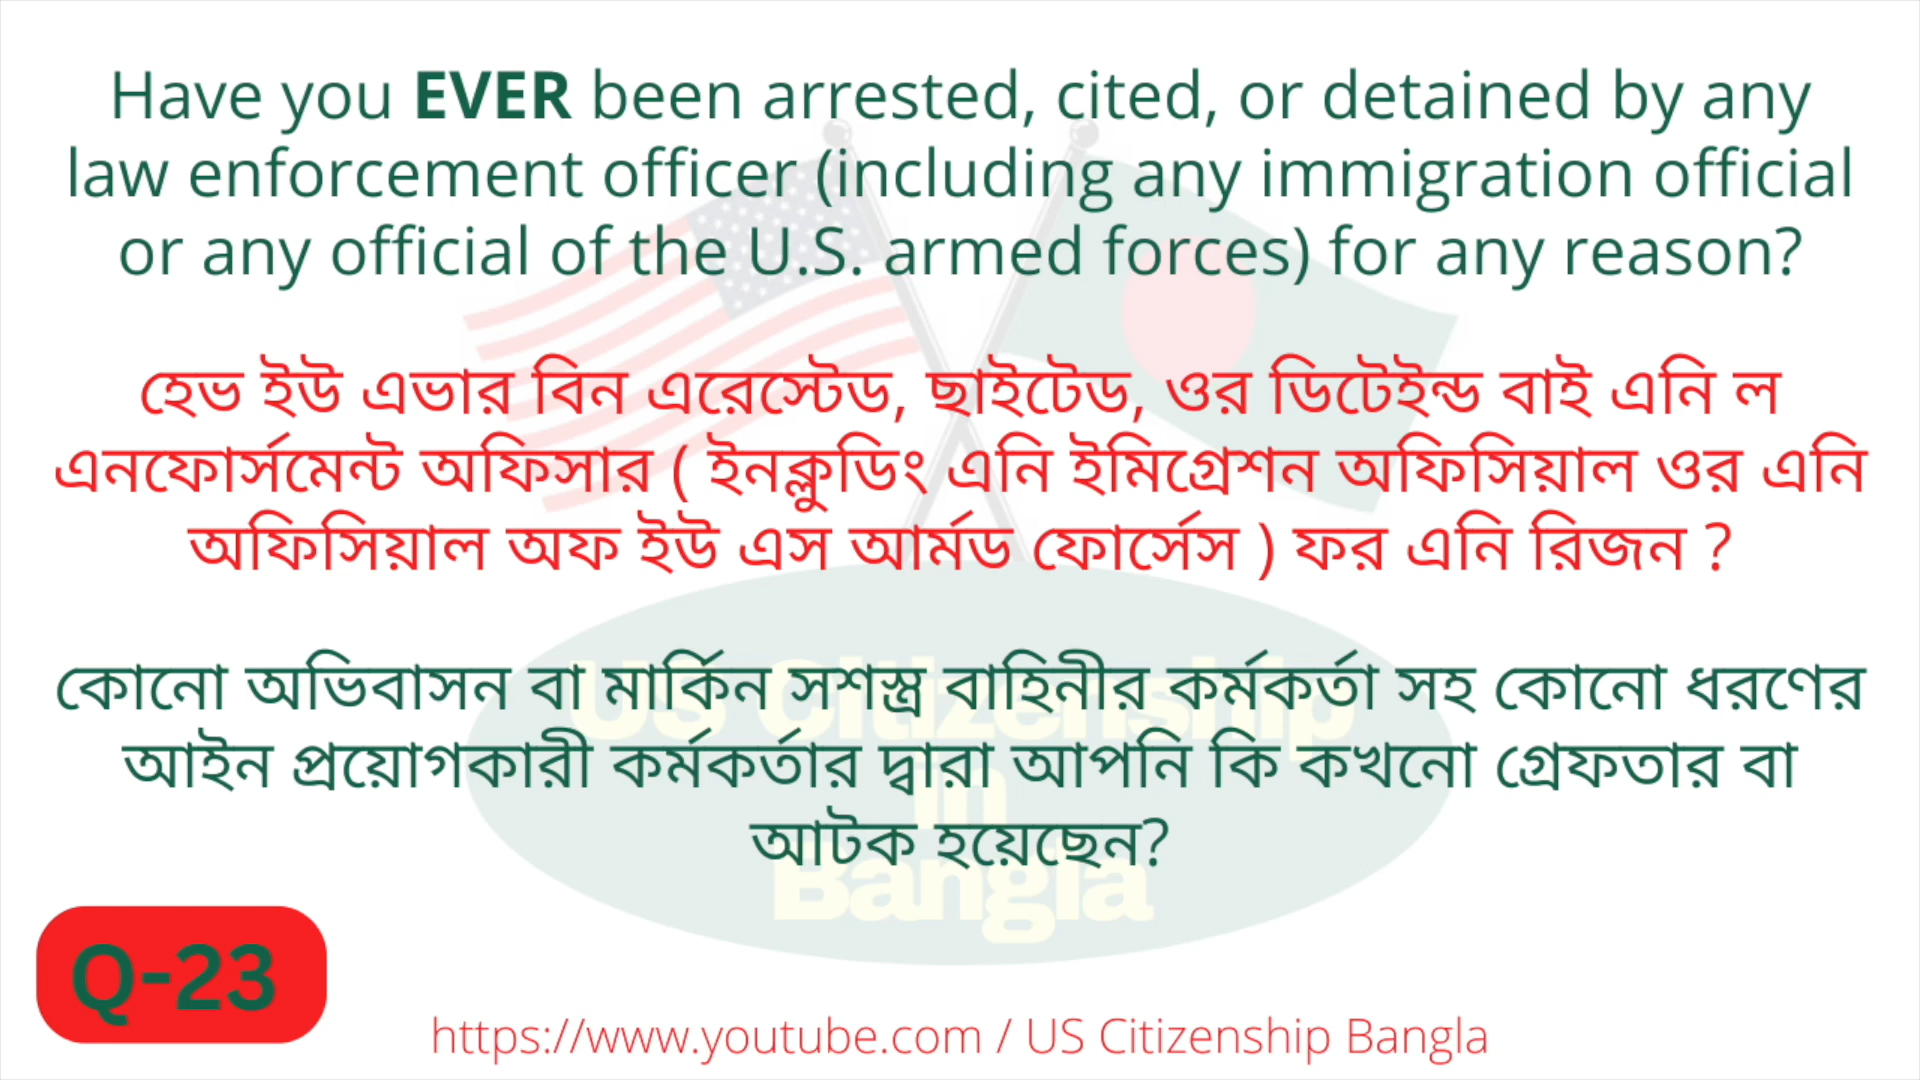 Have you EVER been arrested, cited, or detained by any
law enforcement officer (including any immigration official
or any official of the U.S. armed forces) for any reason?
হেভ ইউ এভার বিন এরেস্টেড, ছাইটেড, ওর ডিটেইন্ড বাই এনি ল
এনফোর্সমেন্ট অফিসার ( ইনক্লুডিং এনি ইমিগ্রেশন অফিসিয়াল ওর এনি
অফিসিয়াল অফ ইউ এস আর্মড ফোর্সেস ) ফর এনি রিজন ?
কোনো অভিবাসন বা মার্কিন সশস্ত্র বাহিনীর কর্মকর্তা সহ কোনো ধরণের
আইন প্রয়োগকারী কর্মকর্তার দ্বারা আপনি কি কখনো গ্রেফতার বা
আটক হয়েছেন?
US Citizenship
in
Bangla
Q-23
https://www.youtube.com / US Citizenship Bangla